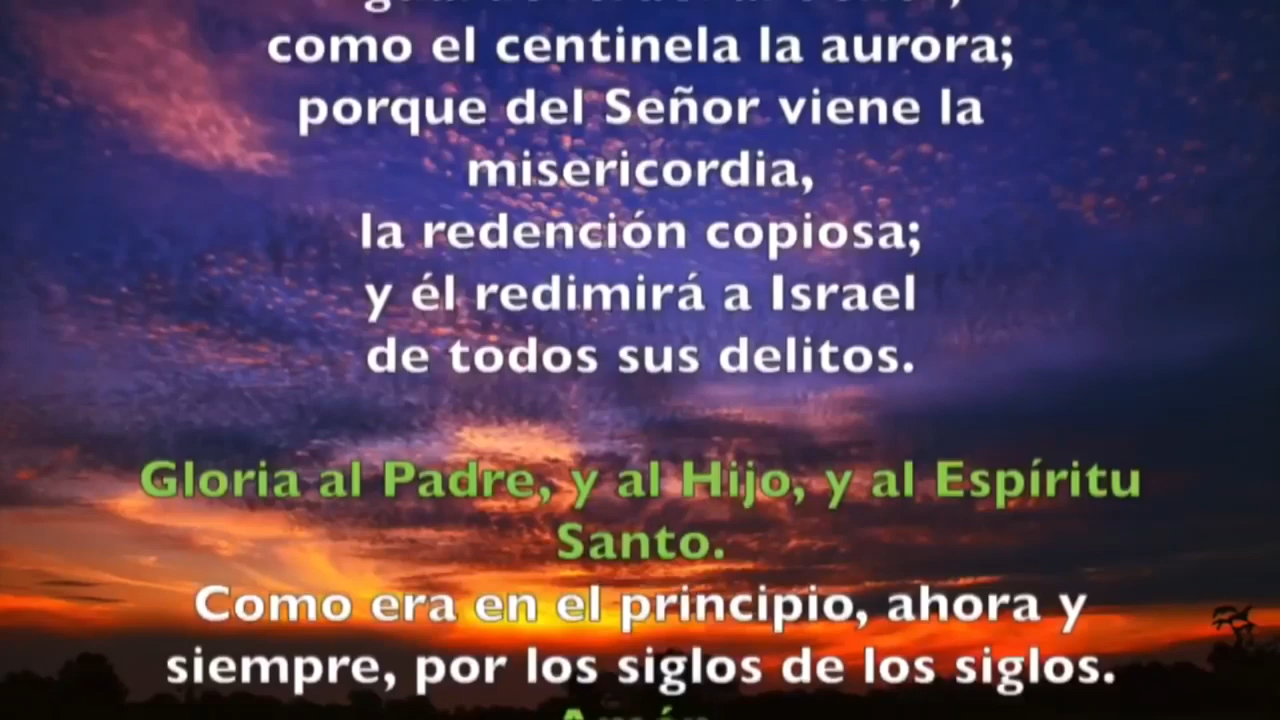 como el centinela la aurora;
porque del Señor viene la
misericordia,
la redención copiosa;
y él redimirá a Israel
de todos sus delitos.
Gloria al Padre, y al Hijo, y al Espíritu
Santo.
Como era en el principio, ahora y
siempre, por los siglos de los siglos.